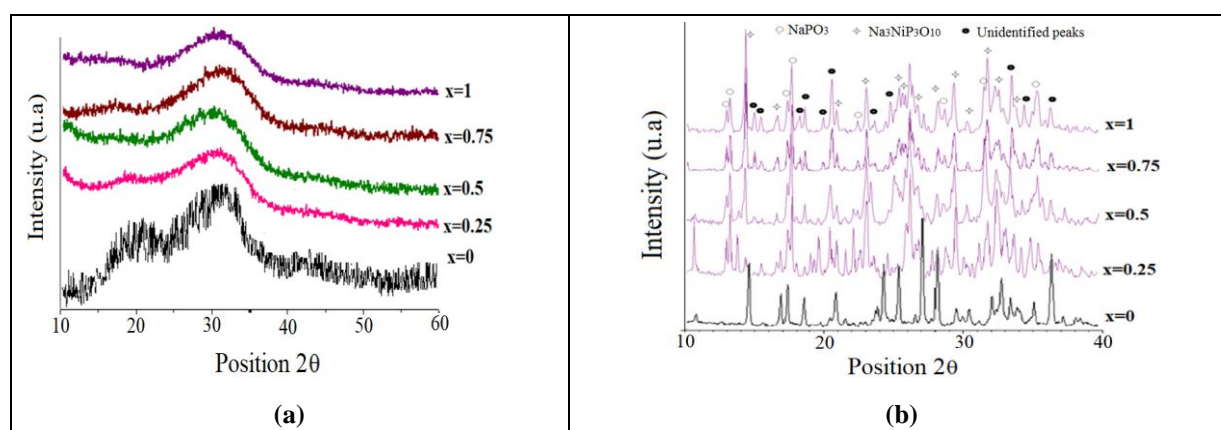 Intensity (u.a)
x=1
x=0.75
x=0.5
x=0.25
x=0
10 20 30 40 50 60
Position 2θ
(a)
NaPO₃ Na₃NiP₃O₁₀ Unidentified peaks
Intensity (u.a)
x=1
x=0.75
x=0.5
x=0.25
x=0
10 20 30 40
Position 2θ
(b)